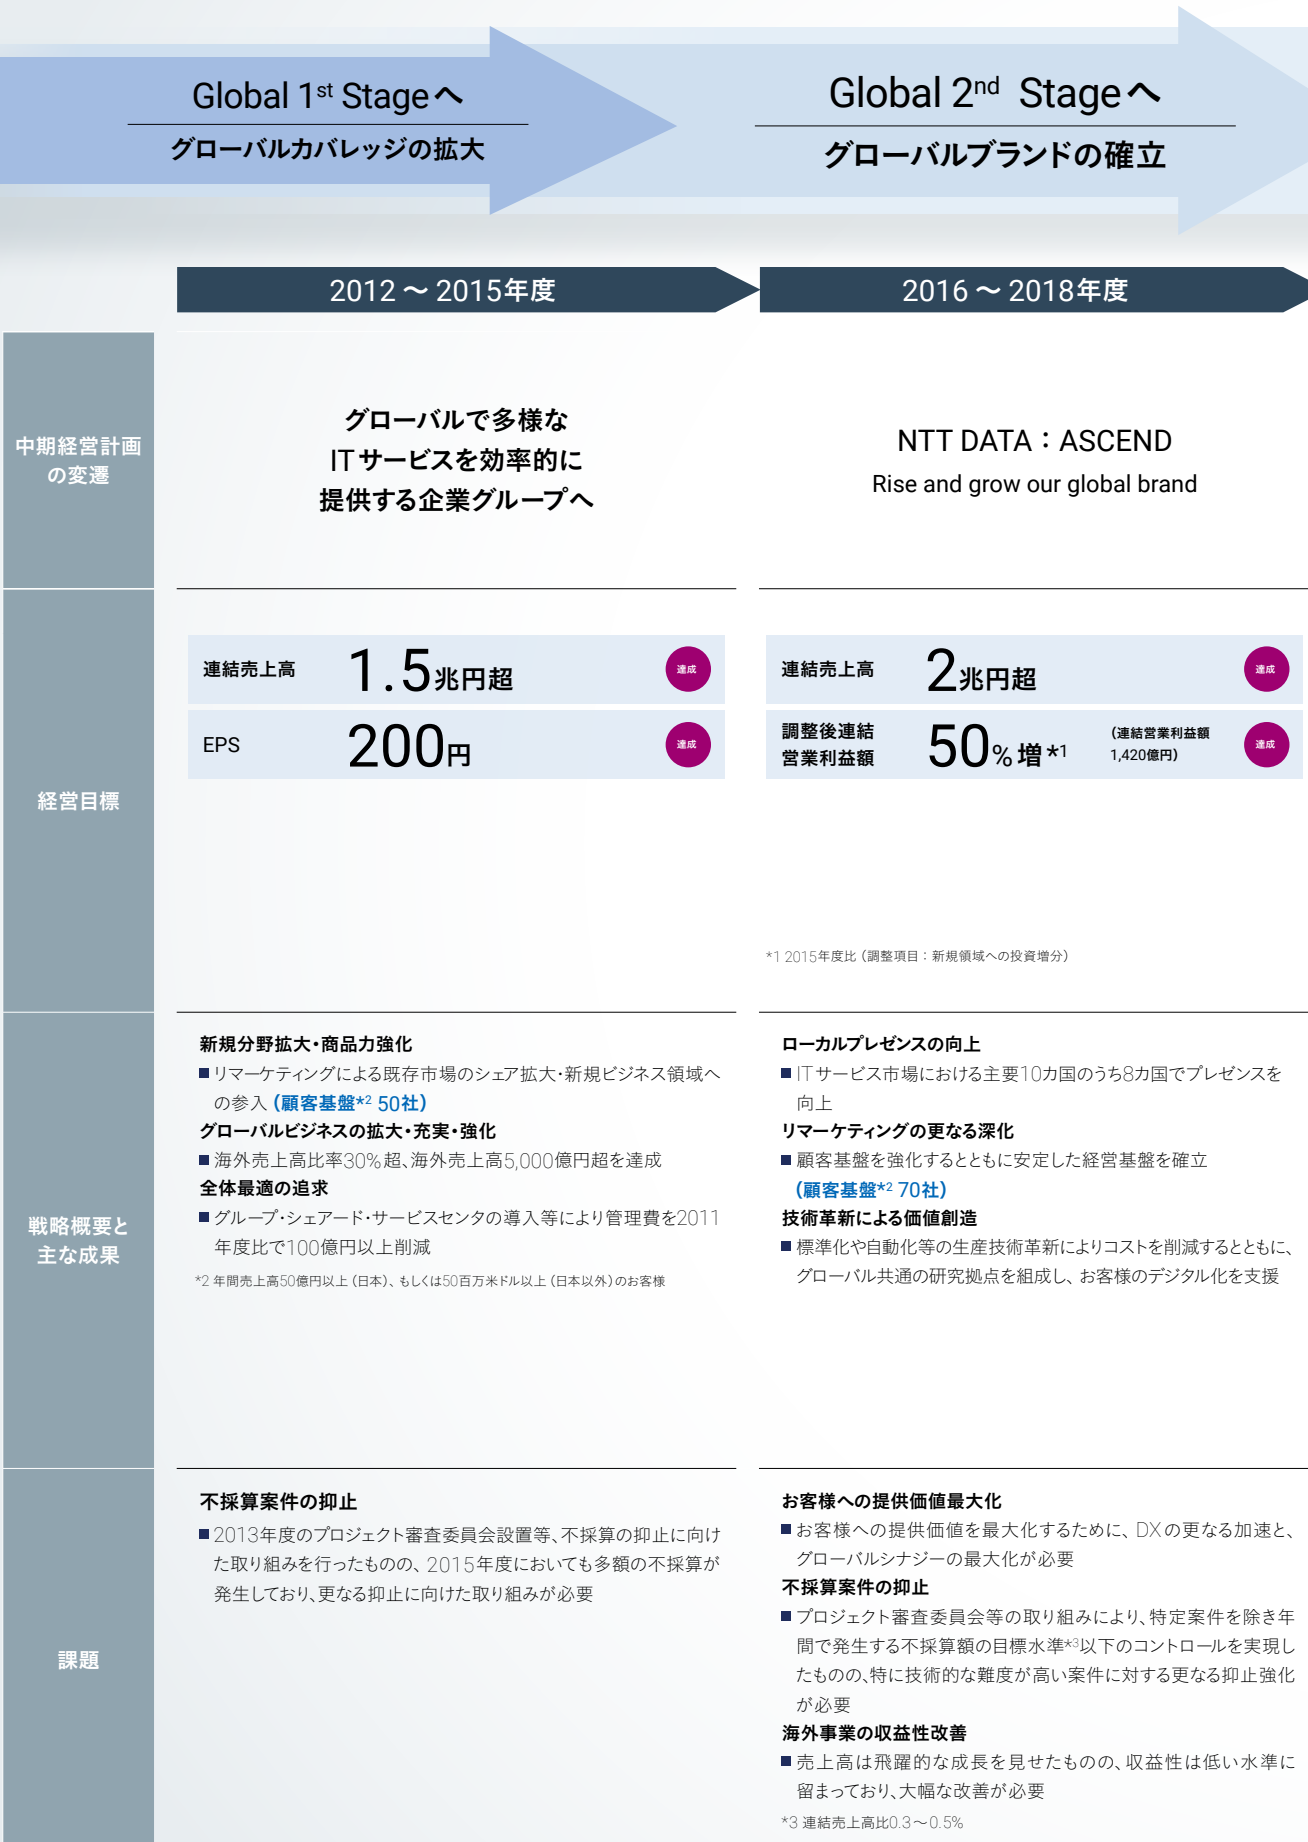 Global 1st Stageへ
グローバルカバレッジの拡大
Global 2nd Stageへ
グローバルブランドの確立
2012～2015年度
2016～2018年度
中期経営計画
の変遷
グローバルで多様な
ITサービスを効率的に
提供する企業グループへ
NTT DATA：ASCEND
Rise and grow our global brand
経営目標
連結売上高 1.5兆円超 達成
EPS 200円 達成
連結売上高 2兆円超 達成
調整後連結
営業利益額
50％増*1
（連結営業利益額
1,420億円）
達成
*1 2015年度比（調整項目：新規領域への投資増分）
戦略概要と
主な成果
新規分野拡大・商品力強化
■リマーケティングによる既存市場のシェア拡大・新規ビジネス領域へ
の参入（顧客基盤*2 50社）
グローバルビジネスの拡大・充実・強化
■海外売上高比率30%超、海外売上高5,000億円超を達成
全体最適の追求
■グループ・シェアード・サービスセンタの導入等により管理費を2011
年度比で100億円以上削減
*2 年間売上高50億円以上（日本）、もしくは50百万米ドル以上（日本以外）のお客様
ローカルプレゼンスの向上
■ITサービス市場における主要10カ国のうち8カ国でプレゼンスを
向上
リマーケティングの更なる深化
■顧客基盤を強化するとともに安定した経営基盤を確立
（顧客基盤*2 70社）
技術革新による価値創造
■標準化や自動化等の生産技術革新によりコストを削減するとともに、
グローバル共通の研究拠点を組成し、お客様のデジタル化を支援
課題
不採算案件の抑止
■2013年度のプロジェクト審査委員会設置等、不採算の抑止に向け
た取り組みを行ったものの、2015年度においても多額の不採算が
発生しており、更なる抑止に向けた取り組みが必要
お客様への提供価値最大化
■お客様への提供価値を最大化するために、DXの更なる加速と、
グローバルシナジーの最大化が必要
不採算案件の抑止
■プロジェクト審査委員会等の取り組みにより、特定案件を除き年
間で発生する不採算額の目標水準*3以下のコントロールを実現し
たものの、特に技術的な難度が高い案件に対する更なる抑止強化
が必要
海外事業の収益性改善
■売上高は飛躍的な成長を見せたものの、収益性は低い水準に
留まっており、大幅な改善が必要
*3 連結売上高比0.3～0.5%